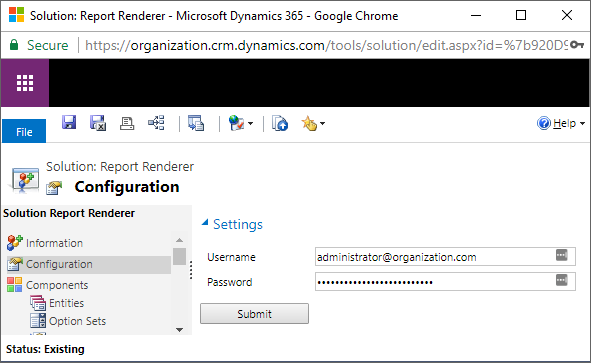 Solution: Report Renderer - Microsoft Dynamics 365 - Google Chrome
Secure https://organization.crm.dynamics.com/tools/solution/edit.aspx?id=%7b920D9
File
Help
Solution: Report Renderer
Configuration
Solution Report Renderer
Information
Configuration
Components
Entities
Option Sets
Settings
Username administrator@organization.com
Password ••••••••••••••••••••••••••
Submit
Status: Existing